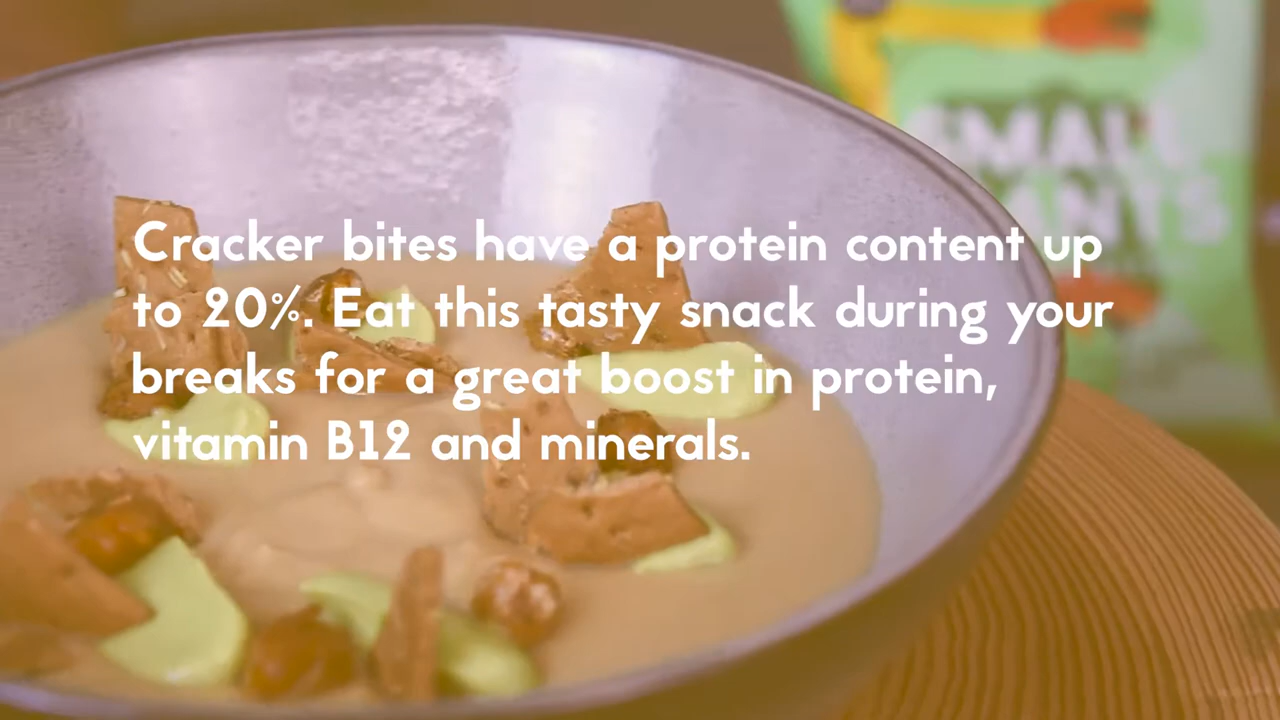 SMALL
Cracker bites have a protein content up
to 20%. Eat this tasty snack during your
breaks for a great boost in protein,
vitamin B12 and minerals.